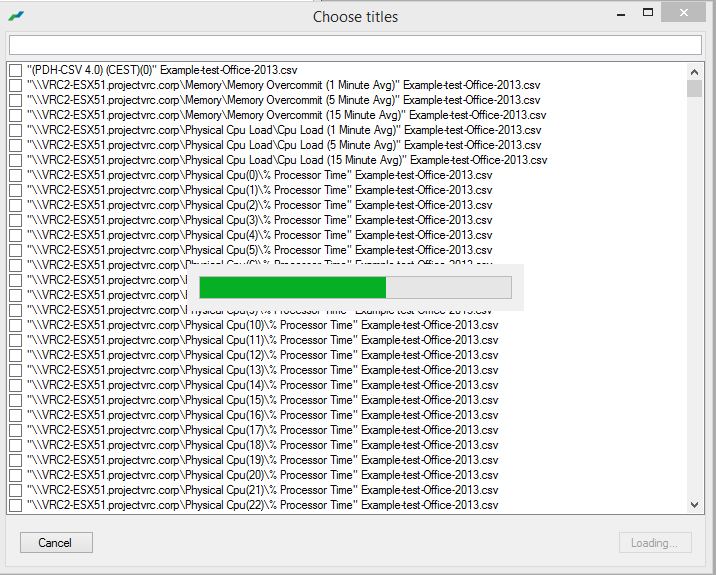 Choose titles
"(PDH-CSV 4.0) (CEST)(0)" Example-test-Office-2013.csv
"\\VRC2-ESX51.projectvrc.corp\Memory\Memory Overcommit (1 Minute Avg)" Example-test-Office-2013.csv
"\\VRC2-ESX51.projectvrc.corp\Memory\Memory Overcommit (5 Minute Avg)" Example-test-Office-2013.csv
"\\VRC2-ESX51.projectvrc.corp\Memory\Memory Overcommit (15 Minute Avg)" Example-test-Office-2013.csv
"\\VRC2-ESX51.projectvrc.corp\Physical Cpu Load\Cpu Load (1 Minute Avg)" Example-test-Office-2013.csv
"\\VRC2-ESX51.projectvrc.corp\Physical Cpu Load\Cpu Load (5 Minute Avg)" Example-test-Office-2013.csv
"\\VRC2-ESX51.projectvrc.corp\Physical Cpu Load\Cpu Load (15 Minute Avg)" Example-test-Office-2013.csv
"\\VRC2-ESX51.projectvrc.corp\Physical Cpu(0)\% Processor Time" Example-test-Office-2013.csv
"\\VRC2-ESX51.projectvrc.corp\Physical Cpu(1)\% Processor Time" Example-test-Office-2013.csv
"\\VRC2-ESX51.projectvrc.corp\Physical Cpu(2)\% Processor Time" Example-test-Office-2013.csv
"\\VRC2-ESX51.projectvrc.corp\Physical Cpu(3)\% Processor Time" Example-test-Office-2013.csv
"\\VRC2-ESX51.projectvrc.corp\Physical Cpu(4)\% Processor Time" Example-test-Office-2013.csv
"\\VRC2-ESX51.projectvrc.corp\Physical Cpu(5)\% Processor Time" Example-test-Office-2013.csv
"\\VRC2-ESX51.projectvrc.corp
"\\VRC2-ESX51.projectvrc.corp
"\\VRC2-ESX51.projectvrc.corp
"\\VRC2-ESX51.projectvrc.corp
"\\VRC2-ESX51.projectvrc.corp\Physical Cpu(10)\% Processor Time" Example-test-Office-2013.csv
"\\VRC2-ESX51.projectvrc.corp\Physical Cpu(11)\% Processor Time" Example-test-Office-2013.csv
"\\VRC2-ESX51.projectvrc.corp\Physical Cpu(12)\% Processor Time" Example-test-Office-2013.csv
"\\VRC2-ESX51.projectvrc.corp\Physical Cpu(13)\% Processor Time" Example-test-Office-2013.csv
"\\VRC2-ESX51.projectvrc.corp\Physical Cpu(14)\% Processor Time" Example-test-Office-2013.csv
"\\VRC2-ESX51.projectvrc.corp\Physical Cpu(15)\% Processor Time" Example-test-Office-2013.csv
"\\VRC2-ESX51.projectvrc.corp\Physical Cpu(16)\% Processor Time" Example-test-Office-2013.csv
"\\VRC2-ESX51.projectvrc.corp\Physical Cpu(17)\% Processor Time" Example-test-Office-2013.csv
"\\VRC2-ESX51.projectvrc.corp\Physical Cpu(18)\% Processor Time" Example-test-Office-2013.csv
"\\VRC2-ESX51.projectvrc.corp\Physical Cpu(19)\% Processor Time" Example-test-Office-2013.csv
"\\VRC2-ESX51.projectvrc.corp\Physical Cpu(20)\% Processor Time" Example-test-Office-2013.csv
"\\VRC2-ESX51.projectvrc.corp\Physical Cpu(21)\% Processor Time" Example-test-Office-2013.csv
"\\VRC2-ESX51.projectvrc.corp\Physical Cpu(22)\% Processor Time" Example-test-Office-2013.csv
Cancel
Loading...